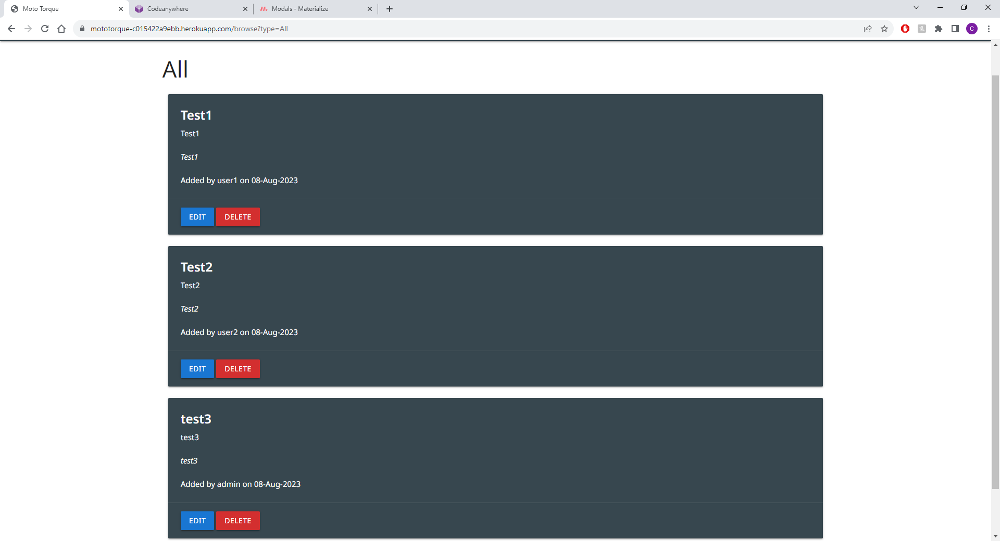 Moto Torque
Codeanywhere
Modals - Materialize
mototorque-c015422a9ebb.herokuapp.com/browse?type=All
C
All
Test1
Test1
Test1
Added by user1 on 08-Aug-2023
EDIT DELETE
Test2
Test2
Test2
Added by user2 on 08-Aug-2023
EDIT DELETE
test3
test3
test3
Added by admin on 08-Aug-2023
EDIT DELETE